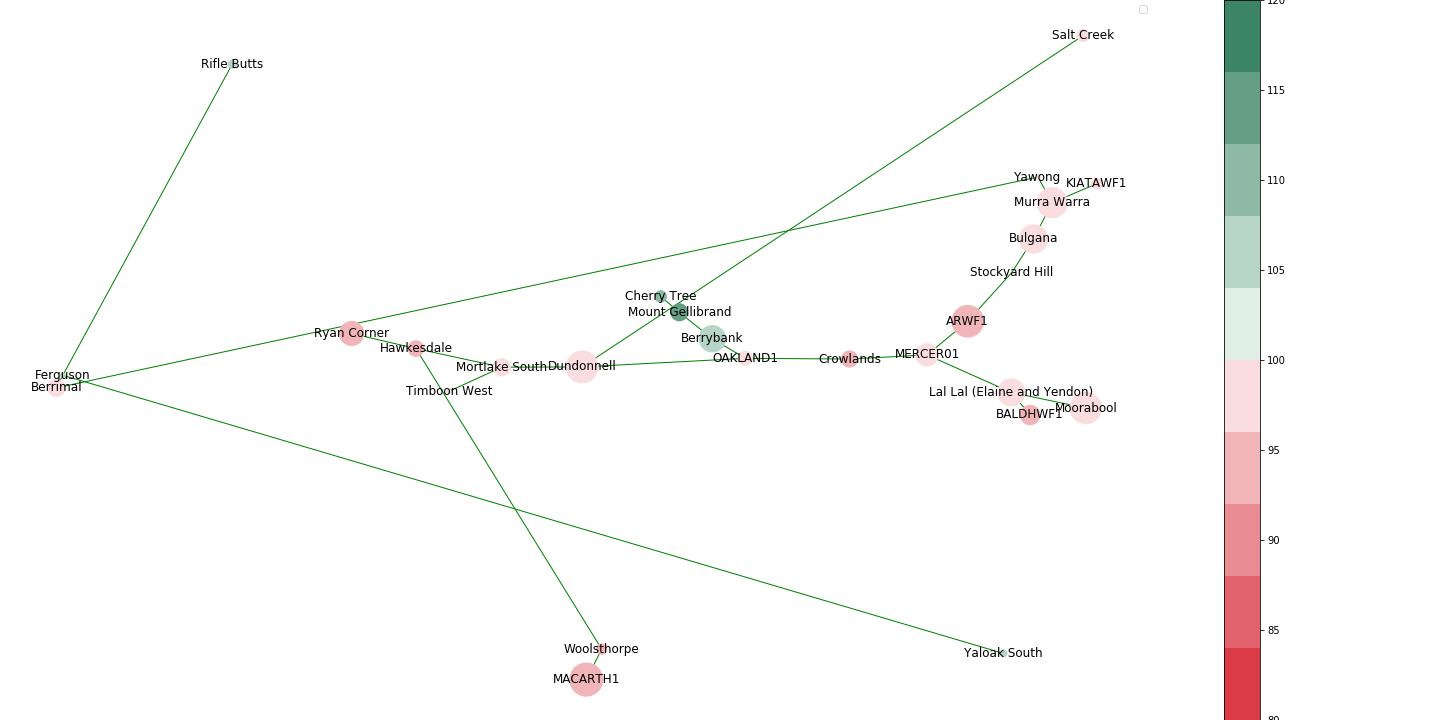 120
Salt Creek
Rifle Butts
115
Yawong
KIATAWF1
110
Murra Warra
Bulgana
Stockyard Hill
105
Cherry Tree
Mount Gellibrand
ARWF1
Ryan Corner
Berrybank
Hawkesdale
MERCER01
OAKLAND1
Crowlands
100
Mortlake South
Dundonnell
Ferguson
Berrimal
Timboon West
Lal Lal (Elaine and Yendon)
Moorabool
BALDHWF1
95
90
85
Woolsthorpe
Yaloak South
MACARTH1
80